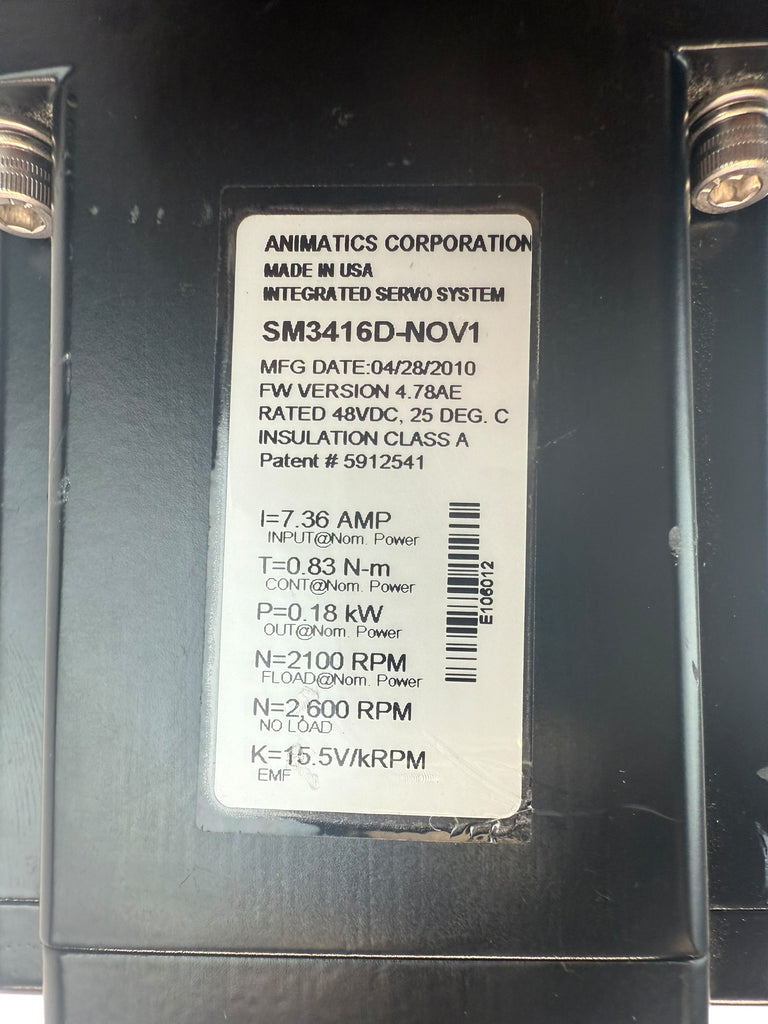 ANIMATICS CORPORATION
MADE IN USA
INTEGRATED SERVO SYSTEM
SM3416D-NOV1
MFG DATE:04/28/2010
FW VERSION 4.78AE
RATED 48VDC, 25 DEG. C
INSULATION CLASS A
Patent # 5912541
I=7.36 AMP
INPUT@Nom. Power
T=0.83 N-m
CONT@Nom. Power
P=0.18 kW
OUT@Nom. Power
N=2100 RPM
FLOAD@Nom. Power
N=2,600 RPM
NO LOAD
K=15.5V/kRPM
EMF
E106012